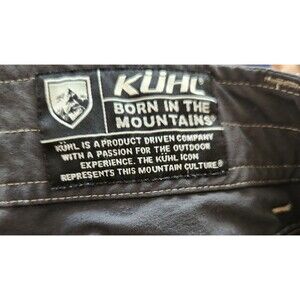 KÜHL®
BORN IN THE
MOUNTAINS®
KÜHL IS A PRODUCT DRIVEN COMPANY
WITH A PASSION FOR THE OUTDOOR
EXPERIENCE. THE KÜHL ICON
REPRESENTS THIS MOUNTAIN CULTURE.®